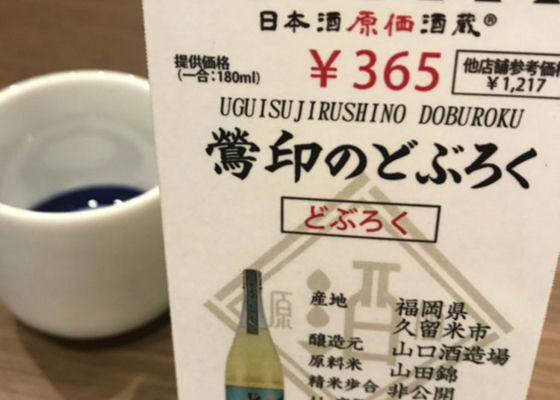 日本酒原価酒蔵®
提供価格
(一合:180ml)
¥365
他店舗参考価格
¥1,217
UGUISUJIRUSHINO DOBUROKU
鶯印のどぶろく
どぶろく
産地 福岡県
久留米市
醸造元 山口酒造場
原料米 山田錦
精米歩合 非公開